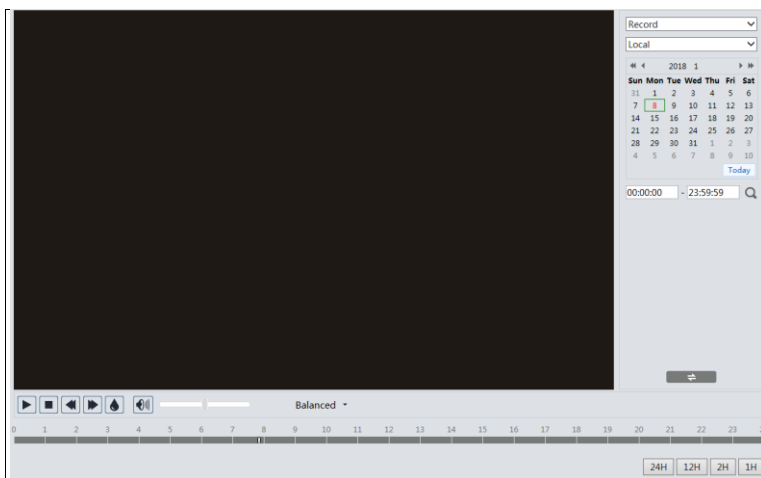 Record
Local
2018 1
Sun Mon Tue Wed Thu Fri Sat
31 1 2 3 4 5 6
7 8 9 10 11 12 13
14 15 16 17 18 19 20
21 22 23 24 25 26 27
28 29 30 31 1 2 3
4 5 6 7 8 9 10
Today
00:00:00 - 23:59:59
Balanced
0 1 2 3 4 5 6 7 8 9 10 11 12 13 14 15 16 17 18 19 20 21 22 23
24H 12H 2H 1H